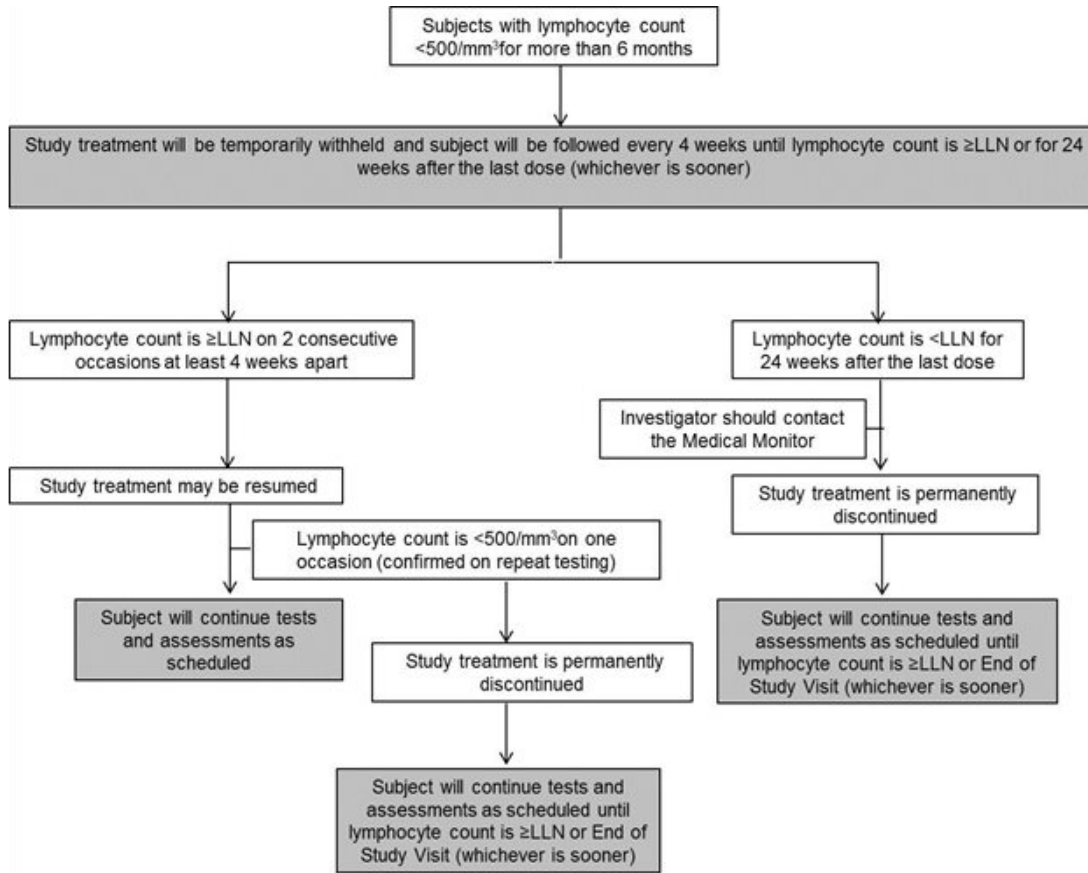 Subjects with lymphocyte count
<500/mm³for more than 6 months
Study treatment will be temporarily withheld and subject will be followed every 4 weeks until lymphocyte count is ≥LLN or for 24
weeks after the last dose (whichever is sooner)
Lymphocyte count is ≥LLN on 2 consecutive
occasions at least 4 weeks apart
Lymphocyte count is <LLN for
24 weeks after the last dose
Investigator should contact
the Medical Monitor
Study treatment may be resumed
Study treatment is permanently
discontinued
Lymphocyte count is <500/mm³on one
occasion (confirmed on repeat testing)
Subject will continue tests
and assessments as
scheduled
Subject will continue tests and
assessments as scheduled until
lymphocyte count is ≥LLN or End of
Study Visit (whichever is sooner)
Study treatment is permanently
discontinued
Subject will continue tests and
assessments as scheduled until
lymphocyte count is ≥LLN or End of
Study Visit (whichever is sooner)